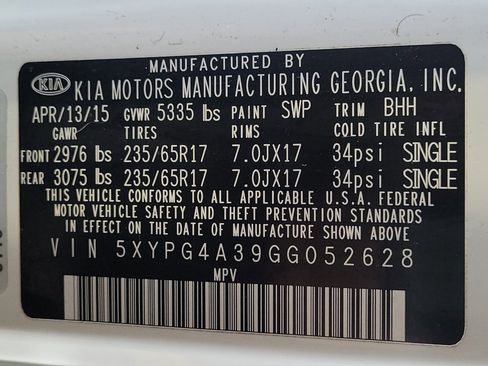 MANUFACTURED BY
KIA KIA MOTORS MANUFACTURING GEORGIA, INC.
APR/13/15 GVWR 5335 lbs PAINT SWP TRIM BHH
GAWR TIRES RIMS COLD TIRE INFL
FRONT 2976 lbs 235/65R17 7.0JX17 34psi SINGLE
REAR 3075 lbs 235/65R17 7.0JX17 34psi SINGLE
THIS VEHICLE CONFORMS TO ALL APPLICABLE U.S.A. FEDERAL
MOTOR VEHICLE SAFETY AND THEFT PREVENTION STANDARDS
IN EFFECT ON THE DATE OF MANUFACTURE SHOWN ABOVE
VIN 5XYPG4A39GG052628
MPV